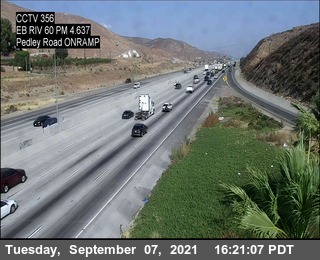 CCTV 356
EB RIV 60 PM 4.637
Pedley Road ONRAMP
Tuesday, September 07, 2021 16:21:07 PDT